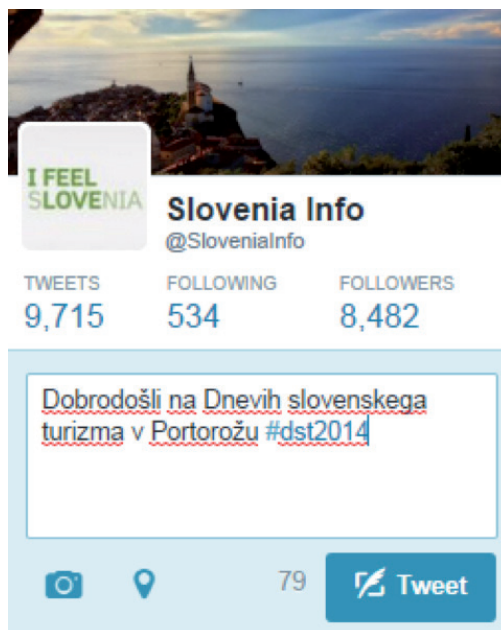 I FEEL
SLOVENIA
Slovenia Info
@SloveniaInfo
TWEETS FOLLOWING FOLLOWERS
9,715 534 8,482
Dobrodošli na Dnevih slovenskega
turizma v Portorožu #dst2014
79 Tweet